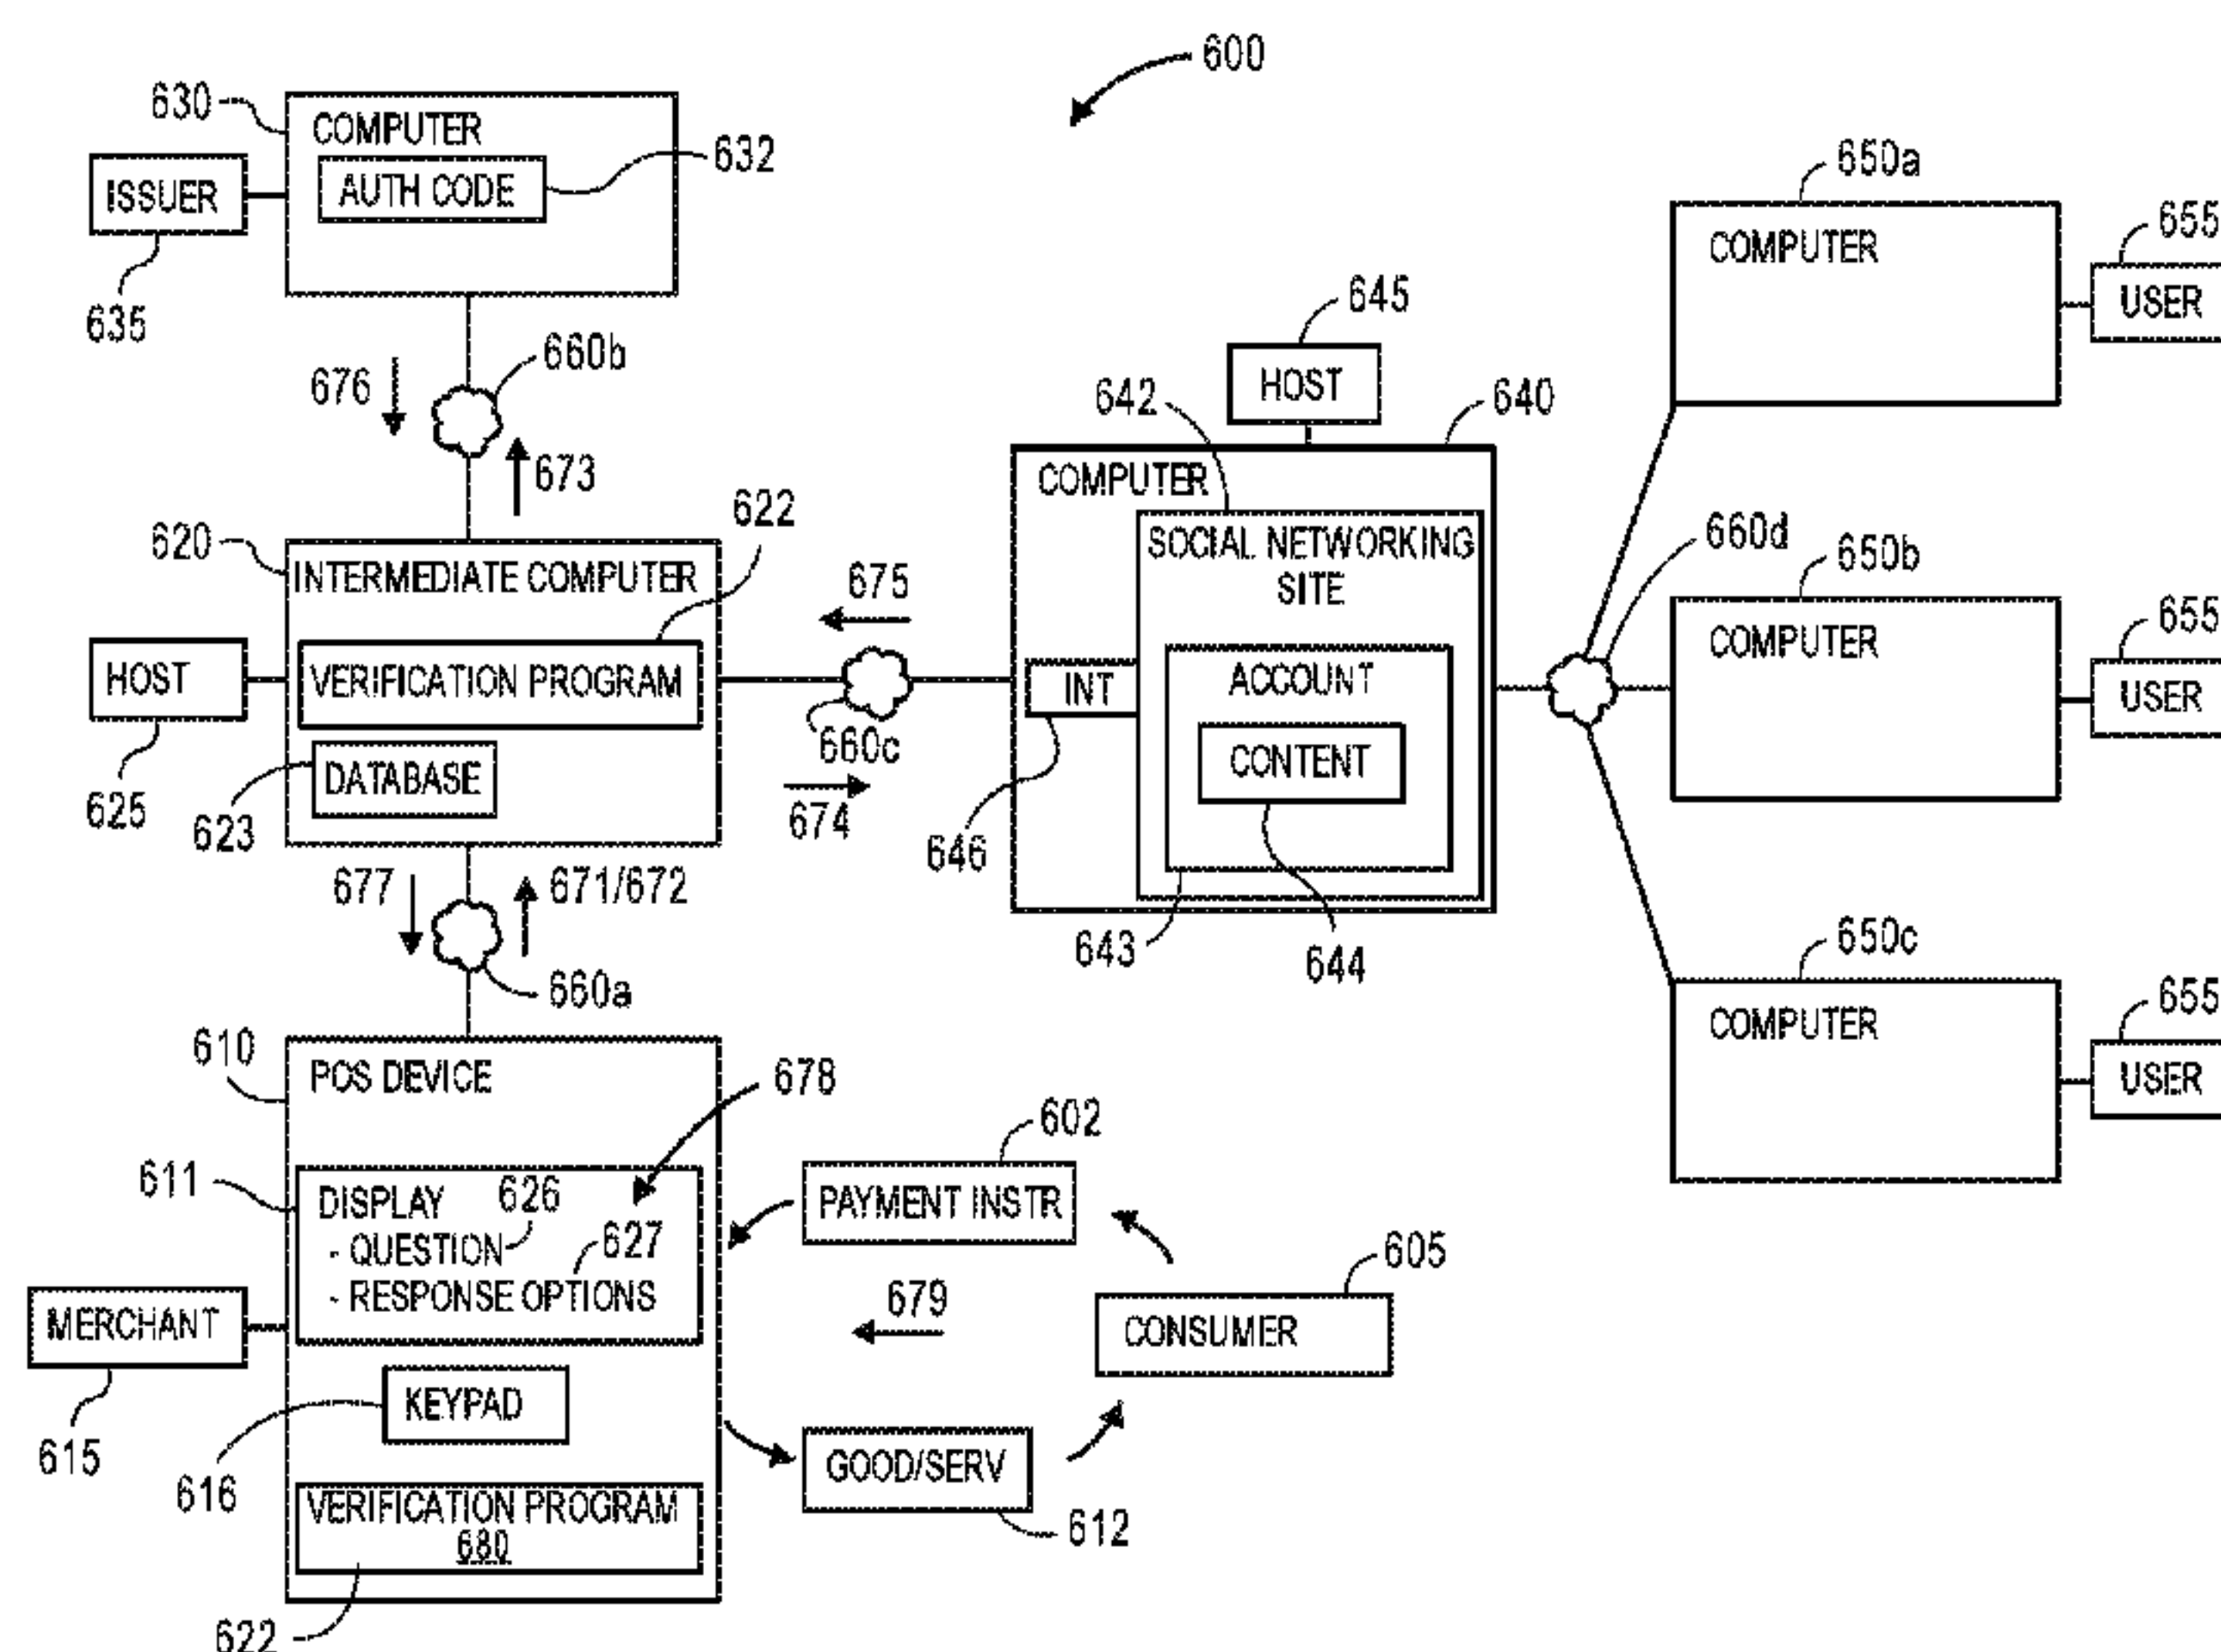 600
630
COMPUTER
632
AUTH CODE
ISSUER
635
650a
COMPUTER
655
USER
676
660b
673
645
HOST
642
640
COMPUTER
SOCIAL NETWORKING
SITE
ACCOUNT
CONTENT
INT
646
643
644
620
622
INTERMEDIATE COMPUTER
VERIFICATION PROGRAM
HOST
625
DATABASE
623
675
660c
674
660d
650b
COMPUTER
655
USER
677
671/672
660a
650c
COMPUTER
655
USER
610
POS DEVICE
678
611
DISPLAY
626
- QUESTION
627
- RESPONSE OPTIONS
MERCHANT
615
KEYPAD
616
VERIFICATION PROGRAM
680
622
602
PAYMENT INSTR
679
605
CONSUMER
GOOD/SERV
612